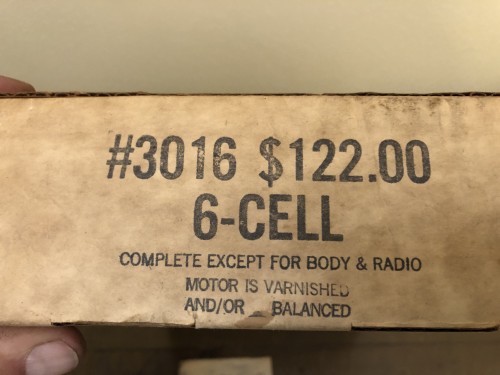 #3016 $122.00
6-CELL
COMPLETE EXCEPT FOR BODY & RADIO
MOTOR IS VARNISHED
AND/OR BALANCED